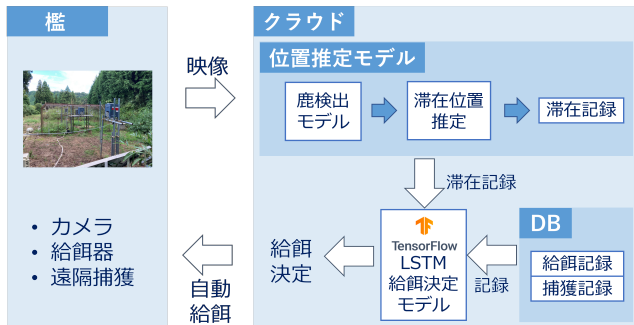 檻
クラウド
位置推定モデル
映像
鹿検出
モデル
滞在位置
推定
滞在記録
滞在記録
・ カメラ
・ 給餌器
・ 遠隔捕獲
自動
給餌
給餌
決定
TensorFlow
LSTM
給餌決定
モデル
記録
DB
給餌記録
捕獲記録